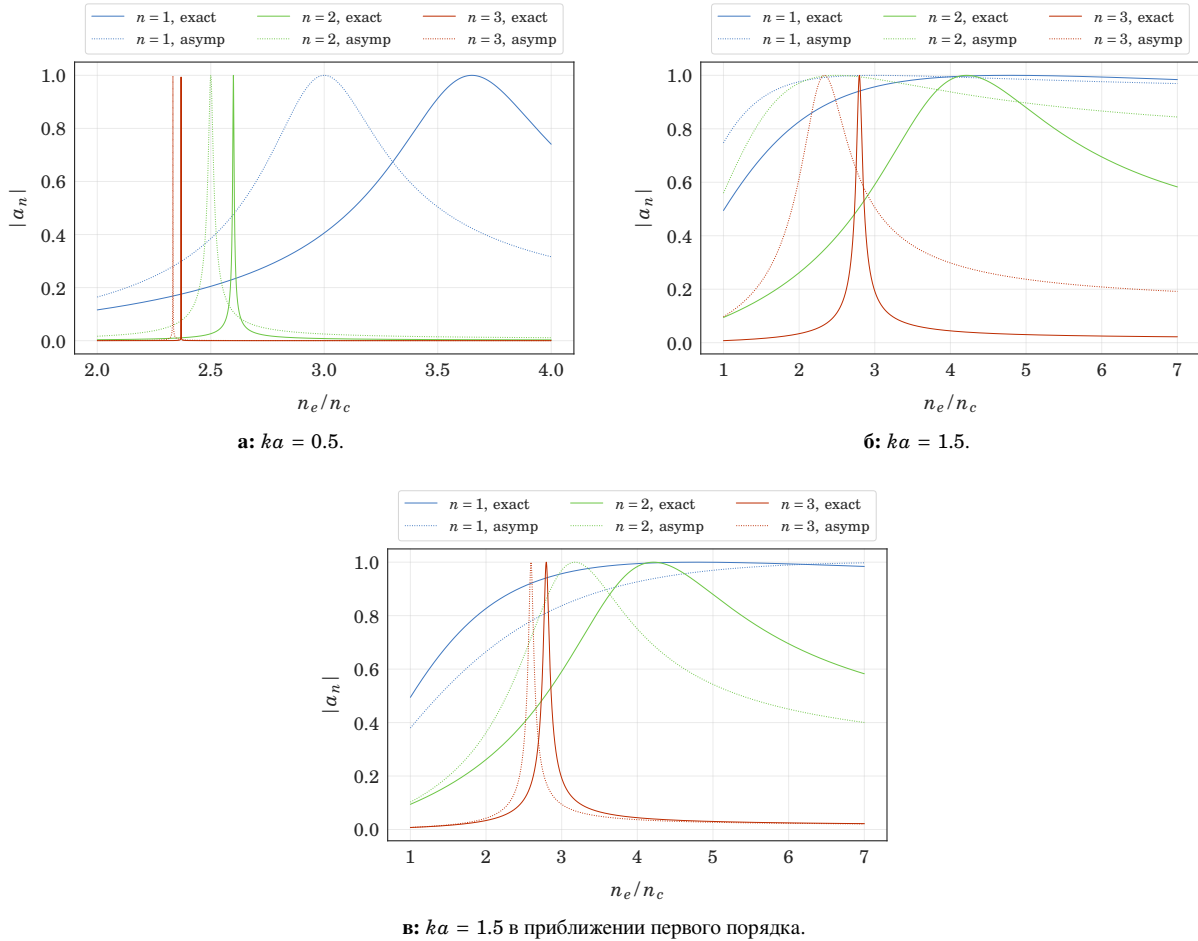 n = 1, exact n = 2, exact n = 3, exact
n = 1, asymp n = 2, asymp n = 3, asymp
1.0
0.8
0.6
0.4
0.2
0.0
|a_n|
2.0 2.5 3.0 3.5 4.0
n_e/n_c
а: ka = 0.5.
n = 1, exact n = 2, exact n = 3, exact
n = 1, asymp n = 2, asymp n = 3, asymp
1.0
0.8
0.6
0.4
0.2
0.0
|a_n|
1 2 3 4 5 6 7
n_e/n_c
б: ka = 1.5.
n = 1, exact n = 2, exact n = 3, exact
n = 1, asymp n = 2, asymp n = 3, asymp
1.0
0.8
0.6
0.4
0.2
0.0
|a_n|
1 2 3 4 5 6 7
n_e/n_c
в: ka = 1.5 в приближении первого порядка.